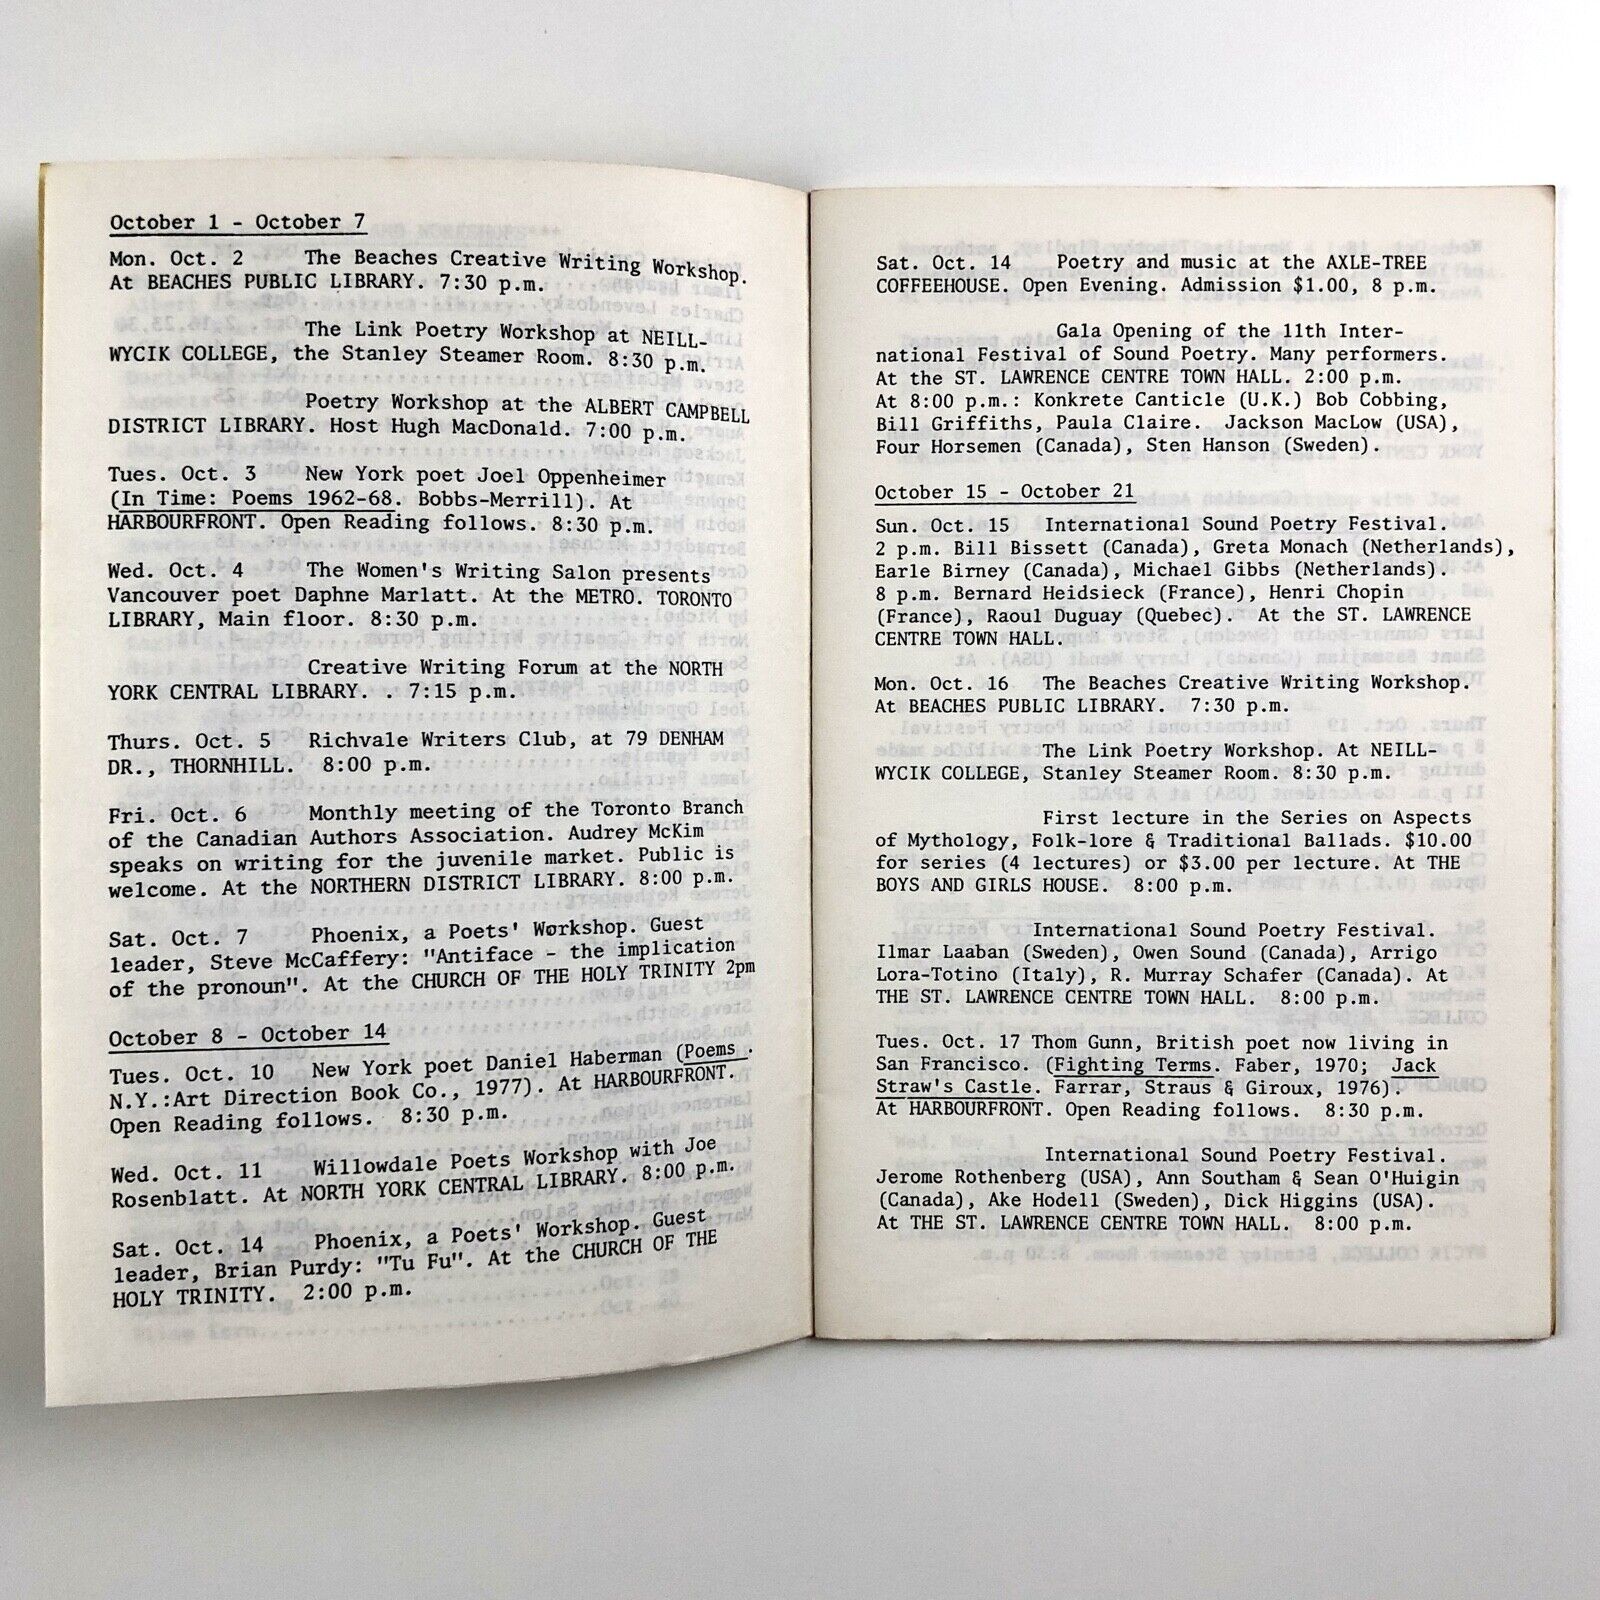 October 1 - October 7
Mon. Oct. 2 The Beaches Creative Writing Workshop.
At BEACHES PUBLIC LIBRARY. 7:30 p.m.
The Link Poetry Workshop at NEILL-
WYCIK COLLEGE, the Stanley Steamer Room. 8:30 p.m.
Poetry Workshop at the ALBERT CAMPBELL
DISTRICT LIBRARY. Host Hugh MacDonald. 7:00 p.m.
Tues. Oct. 3 New York poet Joel Oppenheimer
(In Time: Poems 1962-68. Bobbs-Merrill). At
HARBOURFRONT. Open Reading follows. 8:30 p.m.
Wed. Oct. 4 The Women's Writing Salon presents
Vancouver poet Daphne Marlatt. At the METRO. TORONTO
LIBRARY, Main floor. 8:30 p.m.
Creative Writing Forum at the NORTH
YORK CENTRAL LIBRARY. . 7:15 p.m.
Thurs. Oct. 5 Richvale Writers Club, at 79 DENHAM
DR., THORNHILL. 8:00 p.m.
Fri. Oct. 6 Monthly meeting of the Toronto Branch
of the Canadian Authors Association. Audrey McKim
speaks on writing for the juvenile market. Public is
welcome. At the NORTHERN DISTRICT LIBRARY. 8:00 p.m.
Sat. Oct. 7 Phoenix, a Poets' Workshop. Guest
leader, Steve McCaffery: "Antiface - the implication
of the pronoun". At the CHURCH OF THE HOLY TRINITY 2pm
October 8 - October 14
Tues. Oct. 10 New York poet Daniel Haberman (Poems.
N.Y.:Art Direction Book Co., 1977). At HARBOURFRONT.
Open Reading follows. 8:30 p.m.
Wed. Oct. 11 Willowdale Poets Workshop with Joe
Rosenblatt. At NORTH YORK CENTRAL LIBRARY. 8:00 p.m.
Sat. Oct. 14 Phoenix, a Poets' Workshop. Guest
leader, Brian Purdy: "Tu Fu". At the CHURCH OF THE
HOLY TRINITY. 2:00 p.m.
Sat. Oct. 14 Poetry and music at the AXLE-TREE
COFFEEHOUSE. Open Evening. Admission $1.00, 8 p.m.
Gala Opening of the 11th Inter-
national Festival of Sound Poetry. Many performers.
At the ST. LAWRENCE CENTRE TOWN HALL. 2:00 p.m.
At 8:00 p.m.: Konkrete Canticle (U.K.) Bob Cobbing,
Bill Griffiths, Paula Claire. Jackson MacLow (USA),
Four Horsemen (Canada), Sten Hanson (Sweden).
October 15 - October 21
Sun. Oct. 15 International Sound Poetry Festival.
2 p.m. Bill Bissett (Canada), Greta Monach (Netherlands),
Earle Birney (Canada), Michael Gibbs (Netherlands).
8 p.m. Bernard Heidsieck (France), Henri Chopin
(France), Raoul Duguay (Quebec). At the ST. LAWRENCE
CENTRE TOWN HALL.
Mon. Oct. 16 The Beaches Creative Writing Workshop.
At BEACHES PUBLIC LIBRARY. 7:30 p.m.
The Link Poetry Workshop. At NEILL-
WYCIK COLLEGE, Stanley Steamer Room. 8:30 p.m.
First lecture in the Series on Aspects
of Mythology, Folk-lore & Traditional Ballads. $10.00
for series (4 lectures) or $3.00 per lecture. At THE
BOYS AND GIRLS HOUSE. 8:00 p.m.
International Sound Poetry Festival.
Ilmar Laaban (Sweden), Owen Sound (Canada), Arrigo
Lora-Totino (Italy), R. Murray Schafer (Canada). At
THE ST. LAWRENCE CENTRE TOWN HALL. 8:00 p.m.
Tues. Oct. 17 Thom Gunn, British poet now living in
San Francisco. (Fighting Terms. Faber, 1970; Jack
Straw's Castle. Farrar, Straus & Giroux, 1976).
At HARBOURFRONT. Open Reading follows. 8:30 p.m.
International Sound Poetry Festival.
Jerome Rothenberg (USA), Ann Southam & Sean O'Huigin
(Canada), Ake Hodell (Sweden), Dick Higgins (USA).
At THE ST. LAWRENCE CENTRE TOWN HALL. 8:00 p.m.